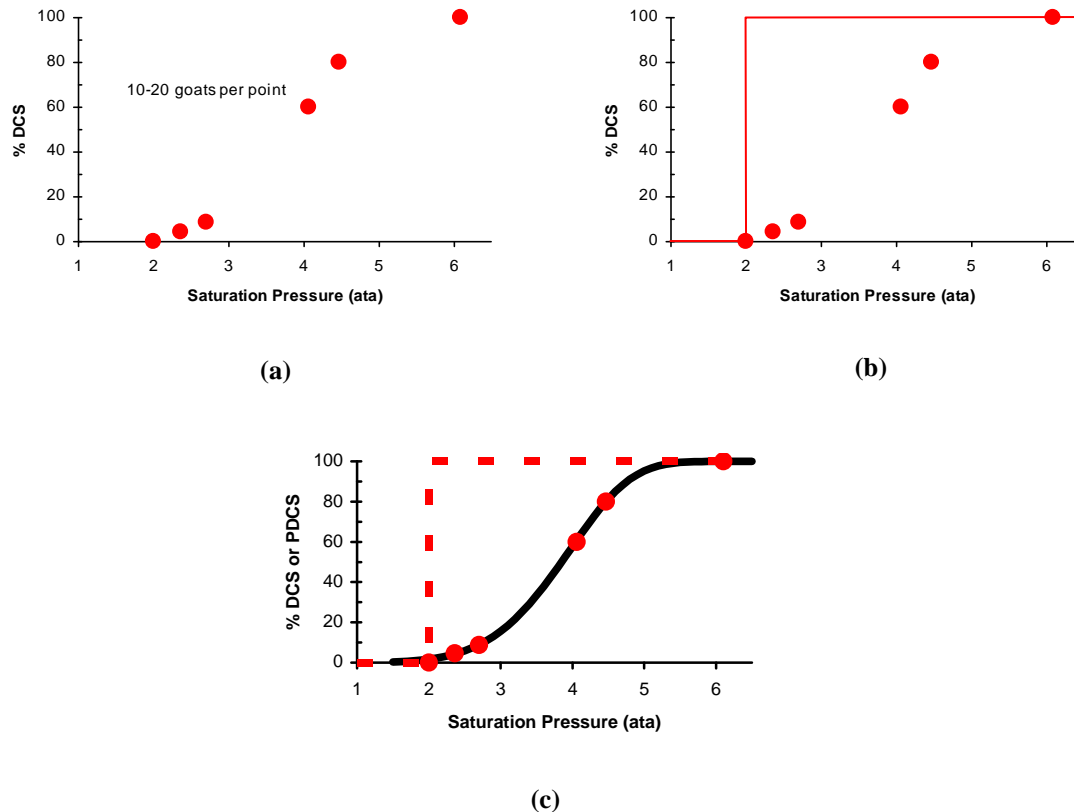 100
80
60
40
20
0
% DCS
10-20 goats per point
1 2 3 4 5 6
Saturation Pressure (ata)
(a)
100
80
60
40
20
0
% DCS
1 2 3 4 5 6
Saturation Pressure (ata)
(b)
100
80
60
40
20
0
% DCS or PDCS
1 2 3 4 5 6
Saturation Pressure (ata)
(c)